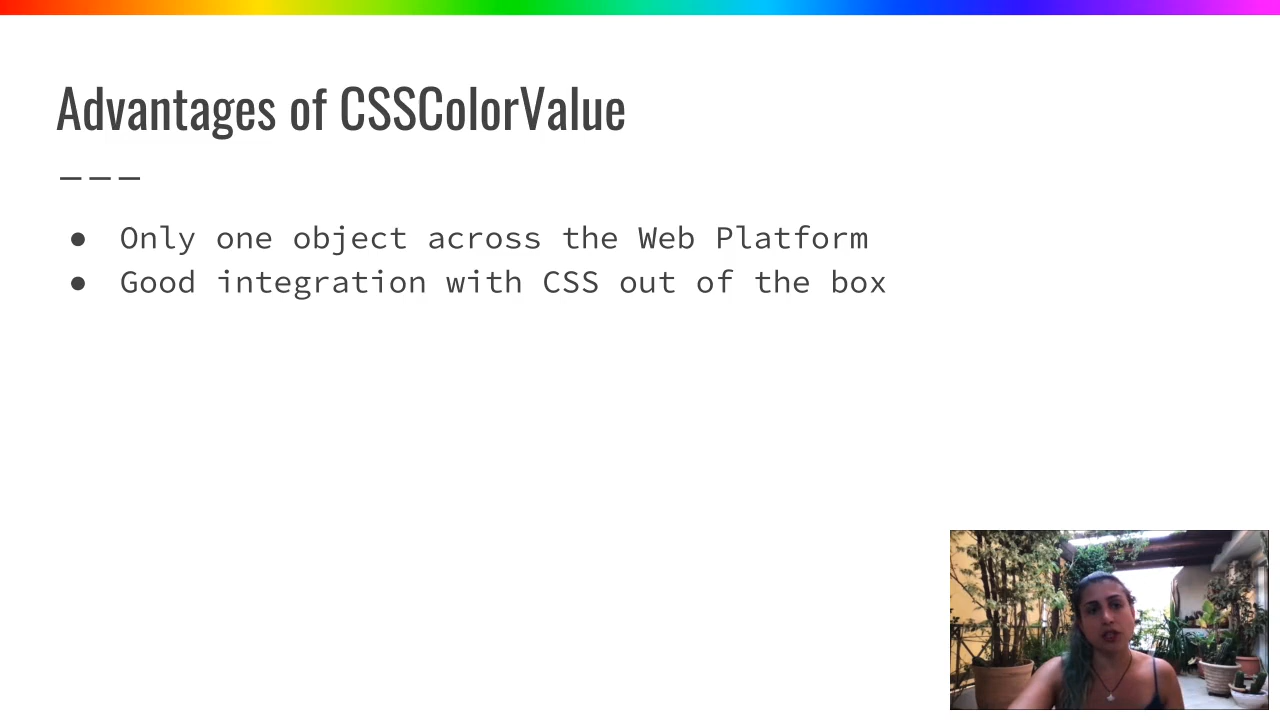 Advantages of CSSColorValue
● Only one object across the Web Platform
● Good integration with CSS out of the box